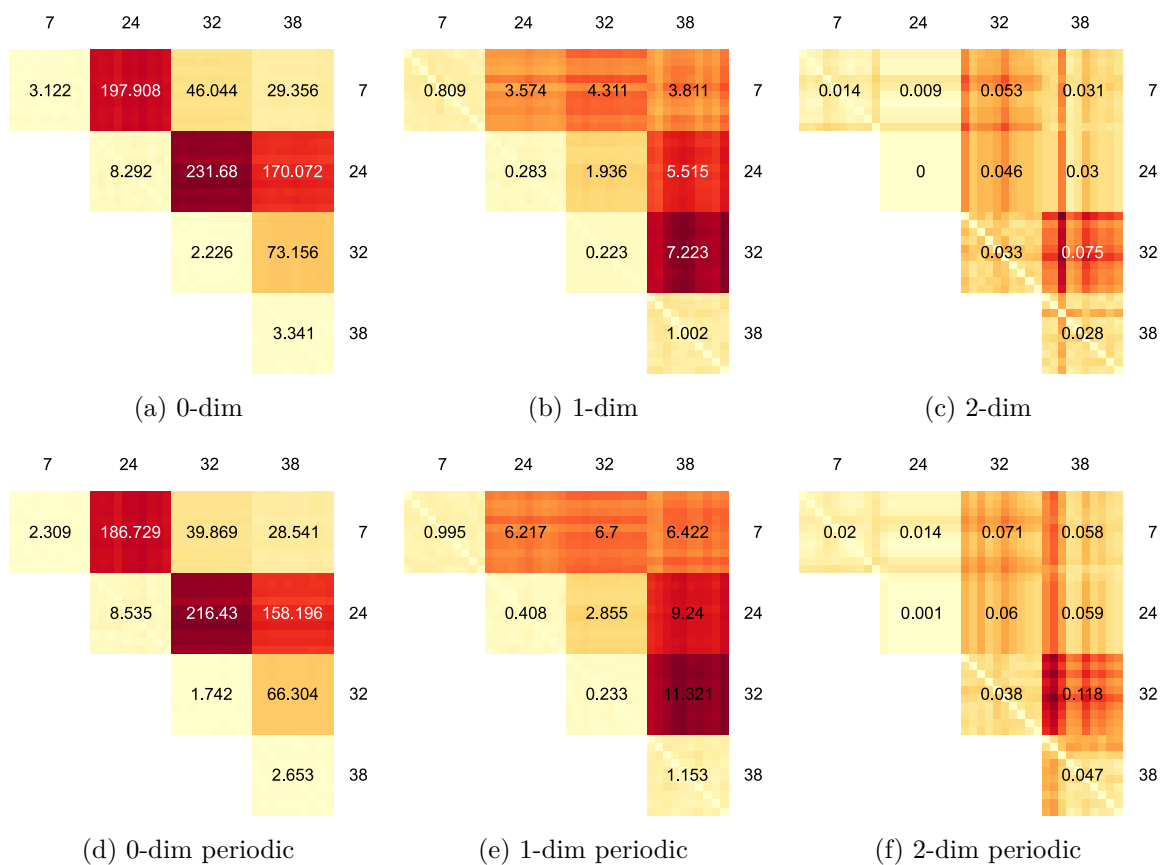 7 24 32 38 7 24 32 38 7 24 32 38
3.122 197.908 46.044 29.356 7 0.809 3.574 4.311 3.811 7 0.014 0.009 0.053 0.031 7
8.292 231.68 170.072 24 0.283 1.936 5.515 24 0 0.046 0.03 24
2.226 73.156 32 0.223 7.223 32 0.033 0.075 32
3.341 38 1.002 38 0.028 38
(a) 0-dim (b) 1-dim (c) 2-dim
7 24 32 38 7 24 32 38 7 24 32 38
2.309 186.729 39.869 28.541 7 0.995 6.217 6.7 6.422 7 0.02 0.014 0.071 0.058 7
8.535 216.43 158.196 24 0.408 2.855 9.24 24 0.001 0.06 0.059 24
1.742 66.304 32 0.233 11.321 32 0.038 0.118 32
2.653 38 1.153 38 0.047 38
(d) 0-dim periodic (e) 1-dim periodic (f) 2-dim periodic